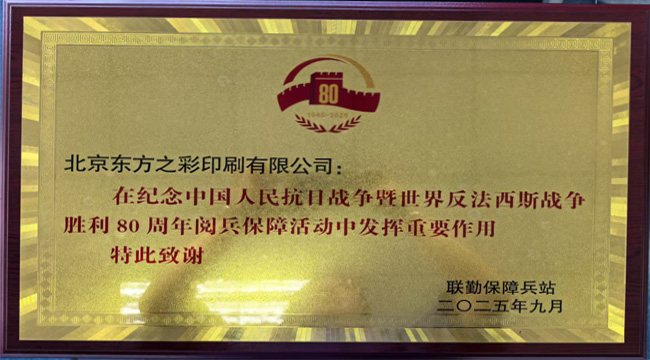 80
1945-2025
北京东方之彩印刷有限公司：
在纪念中国人民抗日战争暨世界反法西斯战争
胜利80周年阅兵保障活动中发挥重要作用
特此致谢
联勤保障兵站
二〇二五年九月